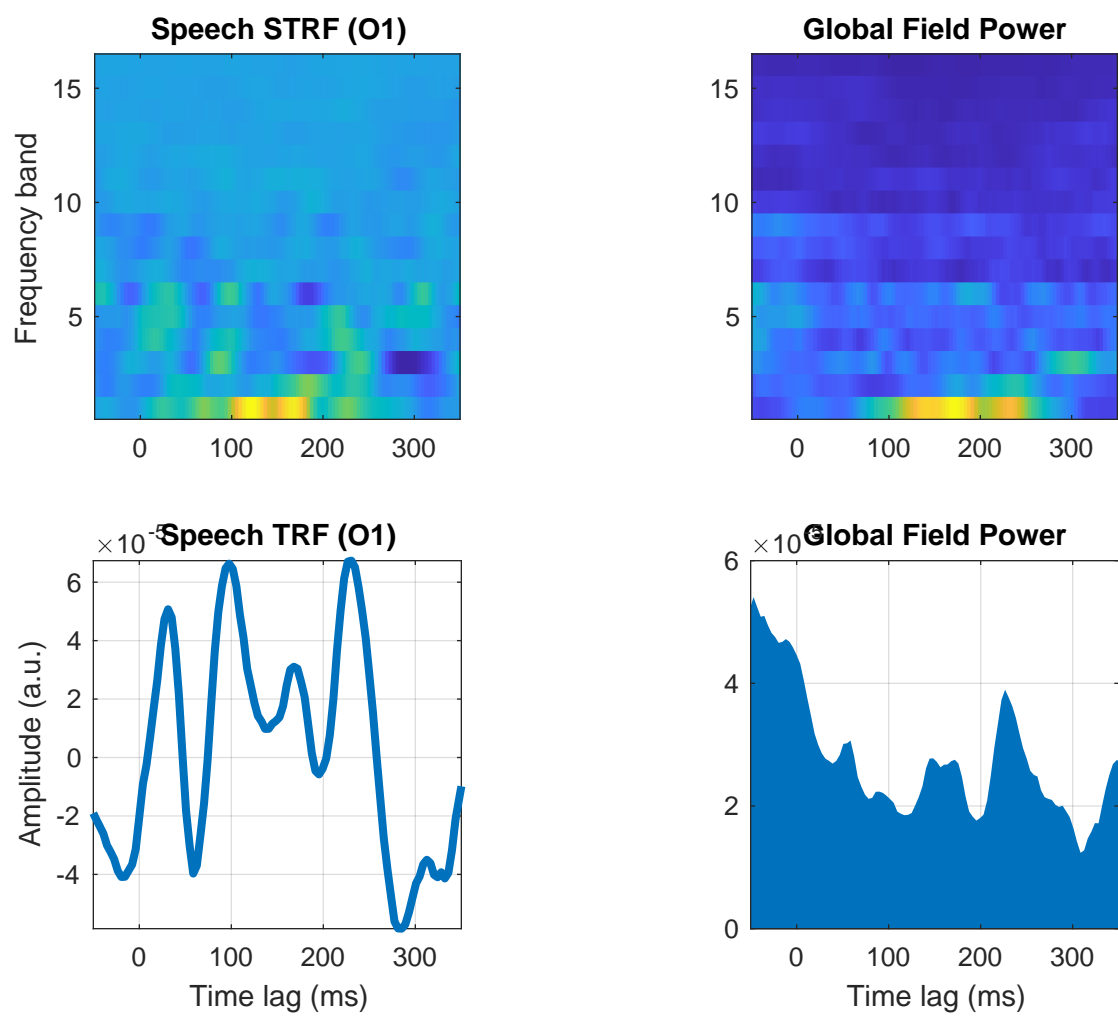 Speech STRF (O1)
Frequency band
15
10
5
0 100 200 300
Global Field Power
15
10
5
0 100 200 300
Speech TRF (O1)
×10-5
Amplitude (a.u.)
6
4
2
0
-2
-4
0 100 200 300
Time lag (ms)
Global Field Power
×10-5
6
4
2
0
0 100 200 300
Time lag (ms)